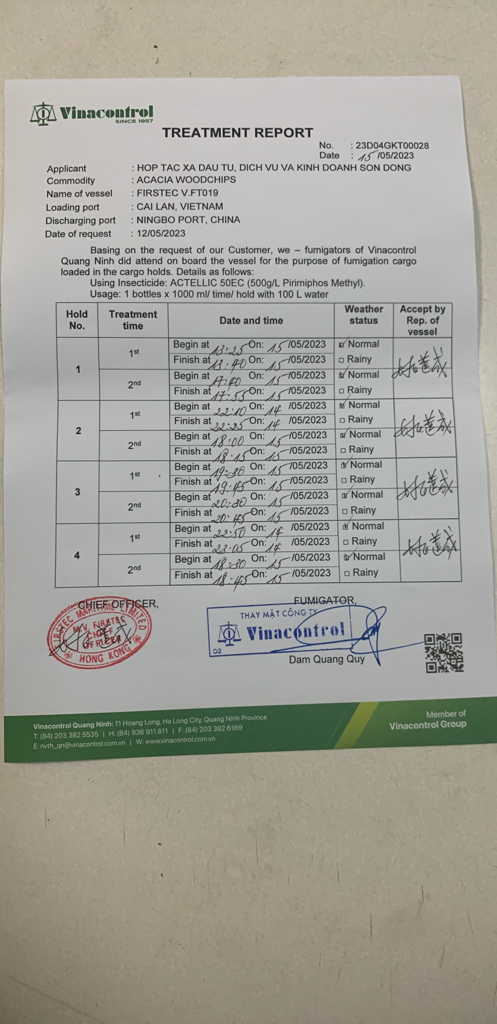 Vinacontrol
SINCE 1957
TREATMENT REPORT
No. : 23D04GKT00028
Date : 15/05/2023
Applicant : HOP TAC XA DAU TU, DICH VU VA KINH DOANH SON DONG
Commodity : ACACIA WOODCHIPS
Name of vessel : FIRSTEC V.FT019
Loading port : CAI LAN, VIETNAM
Discharging port : NINGBO PORT, CHINA
Date of request : 12/05/2023
Basing on the request of our Customer, we – fumigators of Vinacontrol
Quang Ninh did attend on board the vessel for the purpose of fumigation cargo
loaded in the cargo holds. Details as follows:
Using Insecticide: ACTELLIC 50EC (500g/L Pirimiphos Methyl).
Usage: 1 bottles x 1000 ml/ time/ hold with 100 L water
Hold No. Treatment time Date and time Weather status Accept by Rep. of vessel
1 1st Begin at 13:25 On: 15 /05/2023 Normal
Finish at 13:40 On: 15 /05/2023 Rainy
2nd Begin at 17:40 On: 15 /05/2023 Normal
Finish at 17:55 On: 15 /05/2023 Rainy
2 1st Begin at 22:10 On: 14 /05/2023 Normal
Finish at 22:25 On: 14 /05/2023 Rainy
2nd Begin at 18:00 On: 15 /05/2023 Normal
Finish at 18:15 On: 15 /05/2023 Rainy
3 1st Begin at 19:30 On: 15 /05/2023 Normal
Finish at 19:45 On: 15 /05/2023 Rainy
2nd Begin at 20:30 On: 15 /05/2023 Normal
Finish at 20:45 On: 15 /05/2023 Rainy
4 1st Begin at 22:50 On: 14 /05/2023 Normal
Finish at 23:05 On: 14 /05/2023 Rainy
2nd Begin at 18:30 On: 15 /05/2023 Normal
Finish at 18:45 On: 15 /05/2023 Rainy
CHIEF OFFICER,
FIRSTEC MARITIME LIMITED
M.V. FIRSTEC
CHIEF
OFFICER
HONG KONG
FUMIGATOR,
THAY MẶT CÔNG TY
Vinacontrol
D2
Dam Quang Quy
Vinacontrol Quang Ninh: 11 Hoang Long, Ha Long City, Quang Ninh Province
T: (84) 203 382 5535 | H: (84) 936 911 811 | F: (84) 203 382 6169
E: nvth_qn@vinacontrol.com.vn | W: www.vinacontrol.com.vn
Member of
Vinacontrol Group